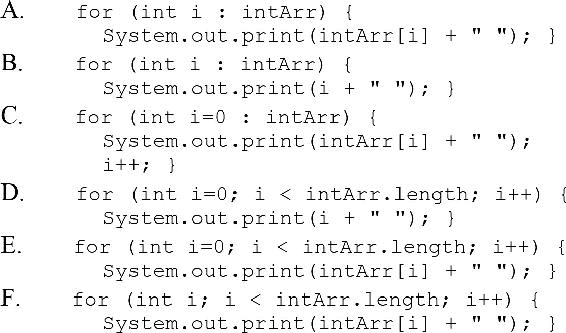 A. for (int i : intArr) {
System.out.print(intArr[i] + " "); }
B. for (int i : intArr) {
System.out.print(i + " "); }
C. for (int i=0 : intArr) {
System.out.print(intArr[i] + " ");
i++; }
D. for (int i=0; i < intArr.length; i++) {
System.out.print(i + " "); }
E. for (int i=0; i < intArr.length; i++) {
System.out.print(intArr[i] + " "); }
F. for (int i; i < intArr.length; i++) {
System.out.print(intArr[i] + " "); }